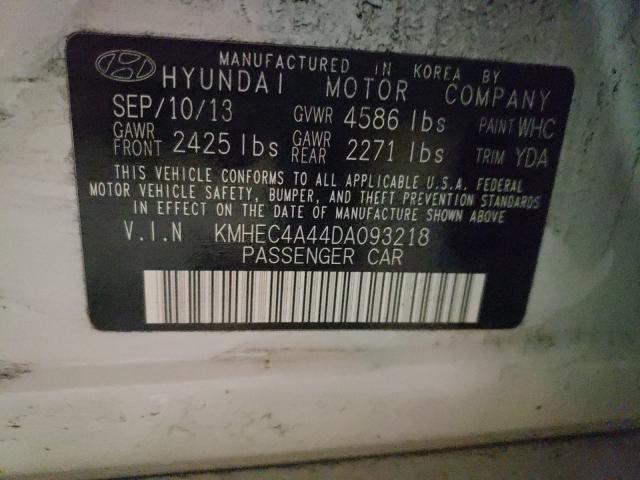 MANUFACTURED IN KOREA BY
HYUNDAI MOTOR COMPANY
SEP/10/13 GVWR 4586 lbs PAINT WHC
GAWR FRONT 2425 lbs GAWR REAR 2271 lbs TRIM YDA
THIS VEHICLE CONFORMS TO ALL APPLICABLE U.S.A. FEDERAL
MOTOR VEHICLE SAFETY, BUMPER, AND THEFT PREVENTION STANDARDS
IN EFFECT ON THE DATE OF MANUFACTURE SHOWN ABOVE
V.I.N KMHEC4A44DA093218
PASSENGER CAR